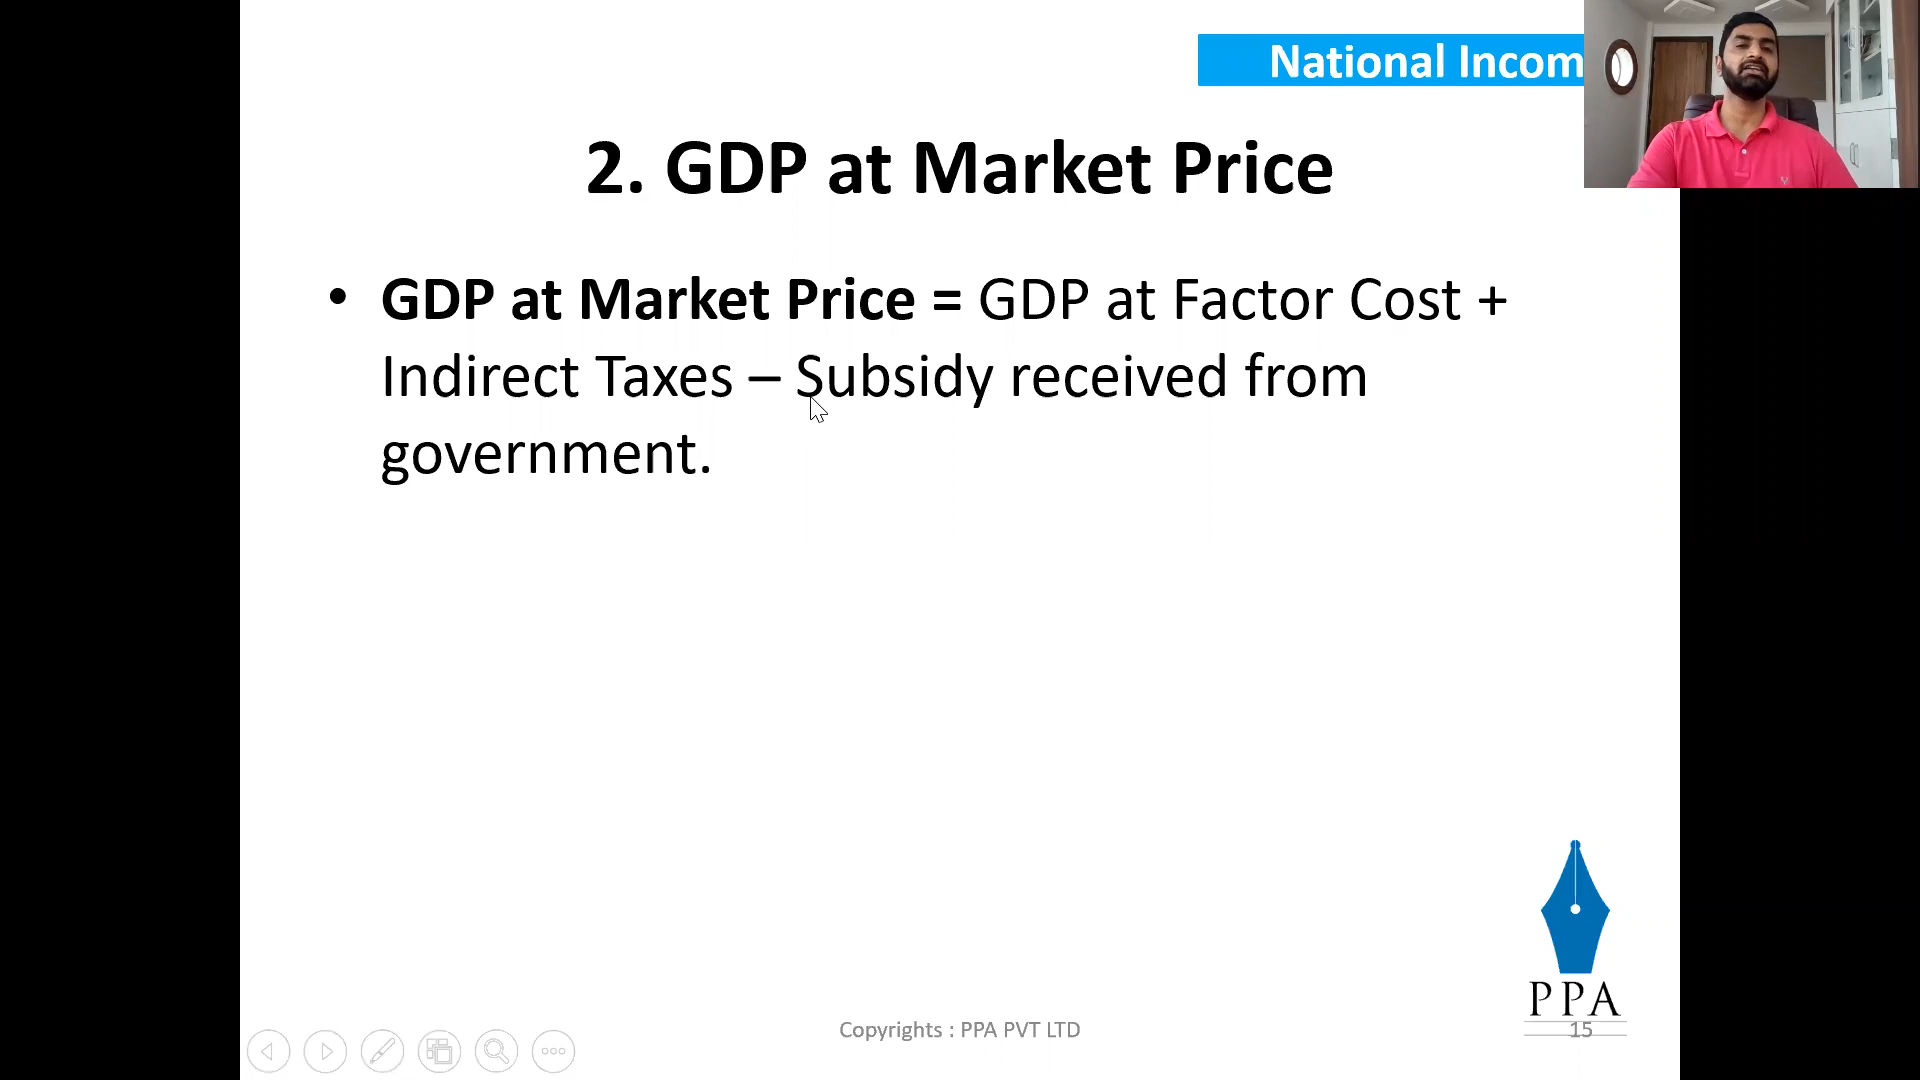 National Incom
2. GDP at Market Price
• GDP at Market Price = GDP at Factor Cost +
Indirect Taxes – Subsidy received from
government.
PPA
Copyrights : PPA PVT LTD
15